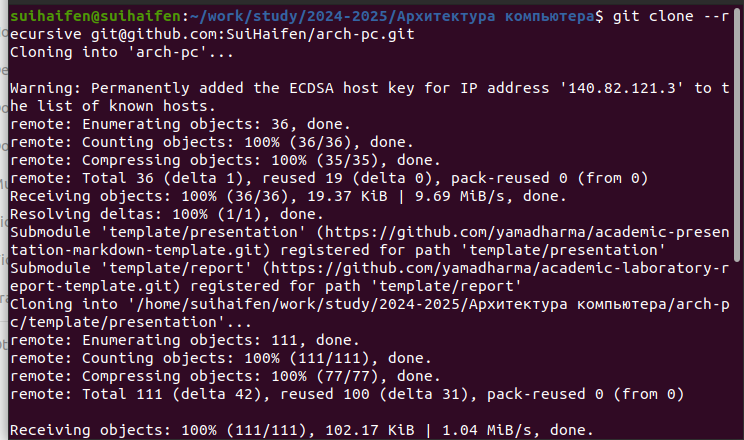 suihaifen@suihaifen:~/work/study/2024-2025/Архитектура компьютера$ git clone --r
ecursive git@github.com:SuiHaifen/arch-pc.git
Cloning into 'arch-pc'...
Warning: Permanently added the ECDSA host key for IP address '140.82.121.3' to t
he list of known hosts.
remote: Enumerating objects: 36, done.
remote: Counting objects: 100% (36/36), done.
remote: Compressing objects: 100% (35/35), done.
remote: Total 36 (delta 1), reused 19 (delta 0), pack-reused 0 (from 0)
Receiving objects: 100% (36/36), 19.37 KiB | 9.69 MiB/s, done.
Resolving deltas: 100% (1/1), done.
Submodule 'template/presentation' (https://github.com/yamadharma/academic-presen
tation-markdown-template.git) registered for path 'template/presentation'
Submodule 'template/report' (https://github.com/yamadharma/academic-laboratory-r
eport-template.git) registered for path 'template/report'
Cloning into '/home/suihaifen/work/study/2024-2025/Архитектура компьютера/arch-p
c/template/presentation'...
remote: Enumerating objects: 111, done.
remote: Counting objects: 100% (111/111), done.
remote: Compressing objects: 100% (77/77), done.
remote: Total 111 (delta 42), reused 100 (delta 31), pack-reused 0 (from 0)
Receiving objects: 100% (111/111), 102.17 KiB | 1.04 MiB/s, done.